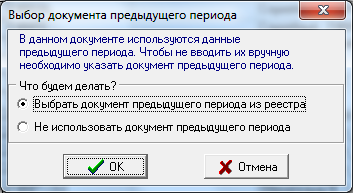 Выбор документа предыдущего периода
В данном документе используются данные
предыдущего периода. Чтобы не вводить их вручную
необходимо указать документ предыдущего периода.
Что будем делать?
Выбрать документ предыдущего периода из реестра
Не использовать документ предыдущего периода
OK
Отмена